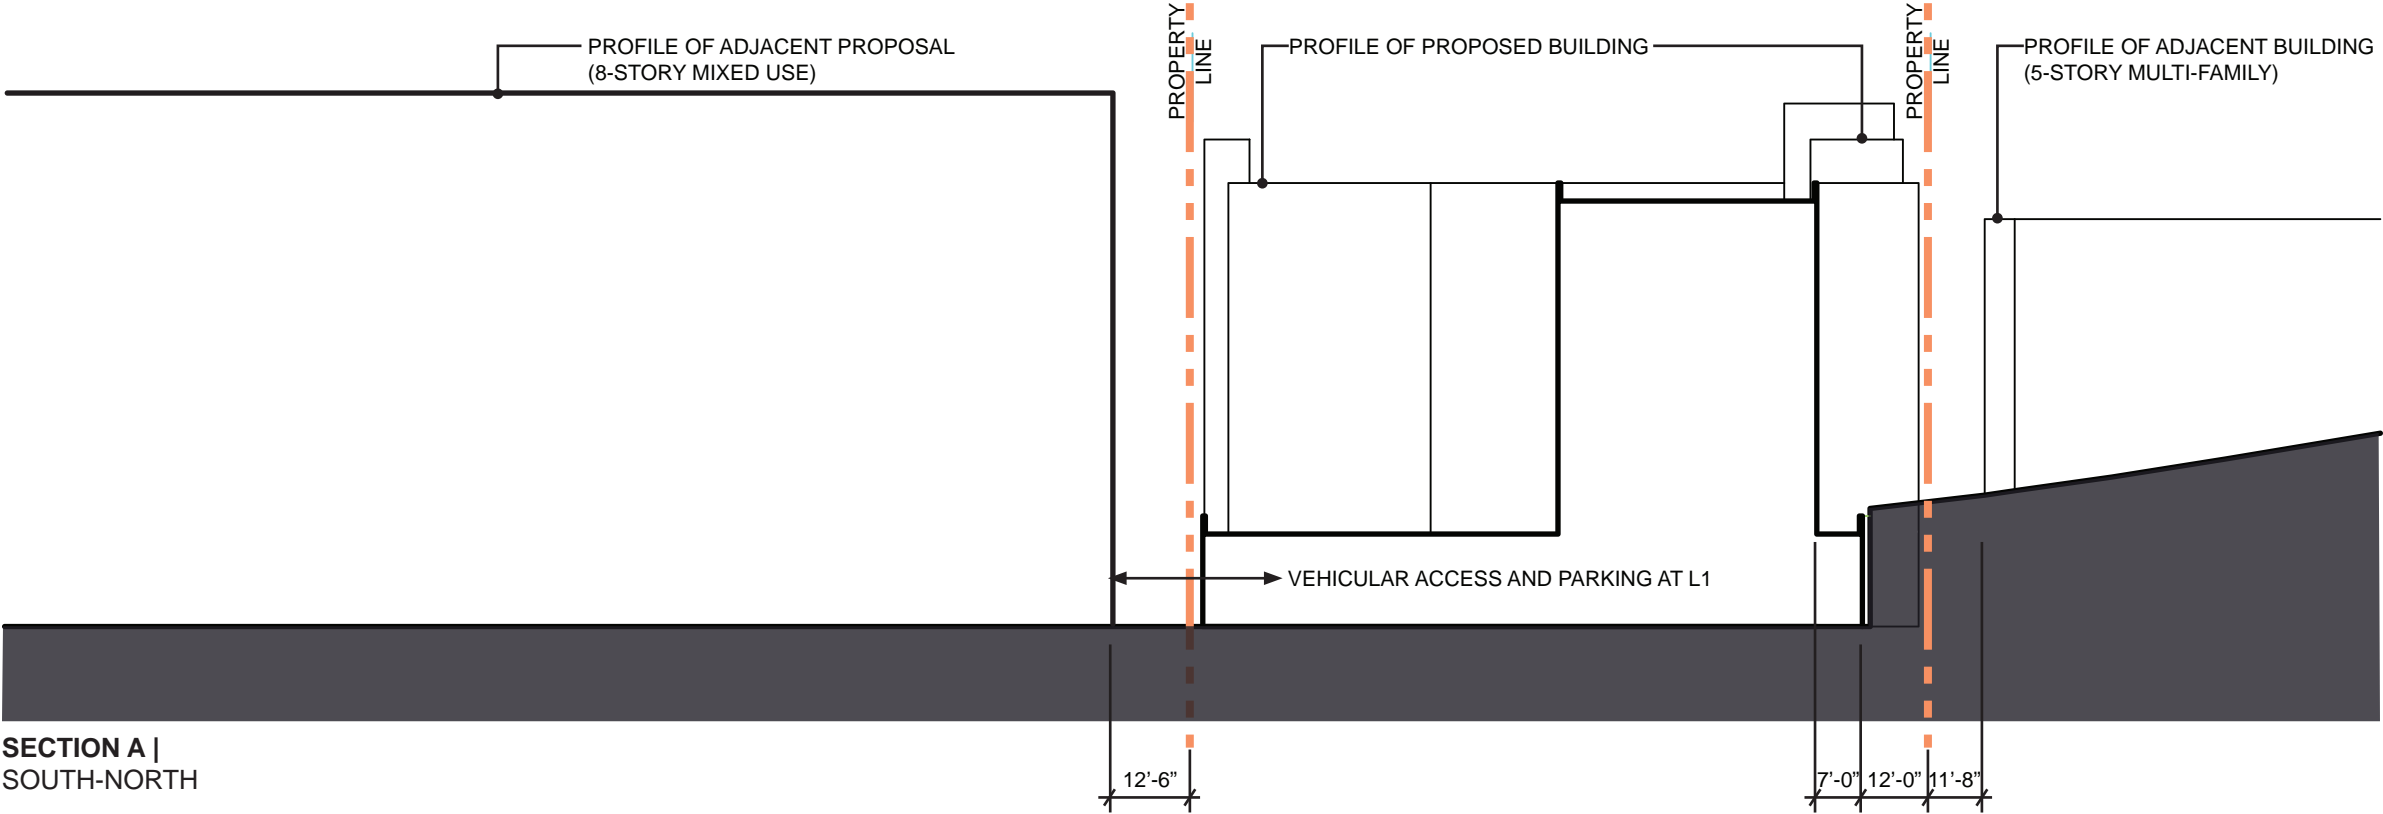 PROFILE OF ADJACENT PROPOSAL
(8-STORY MIXED USE)
PROPERTY
LINE
PROFILE OF PROPOSED BUILDING
PROPERTY
LINE
PROFILE OF ADJACENT BUILDING
(5-STORY MULTI-FAMILY)
VEHICULAR ACCESS AND PARKING AT L1
SECTION A |
SOUTH-NORTH
12’-6”
7’-0”
12’-0”
11’-8”